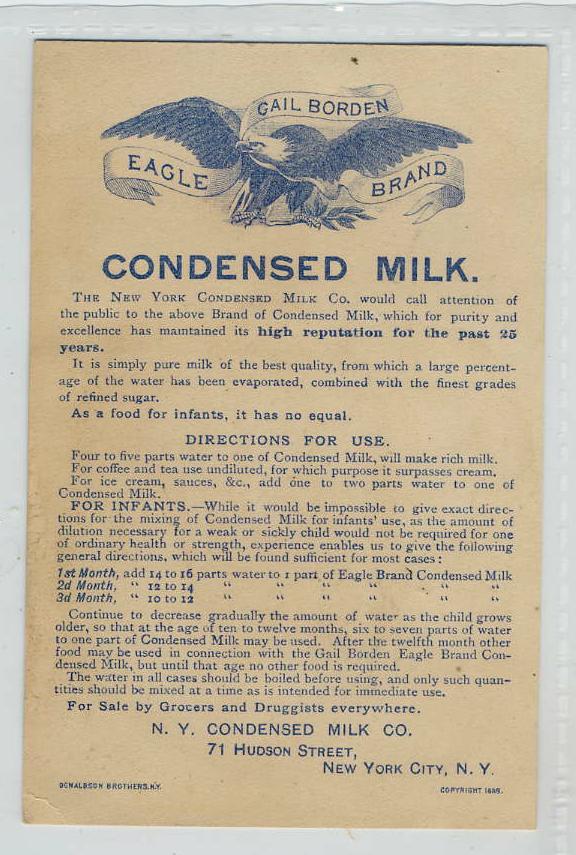 GAIL BORDEN
EAGLE BRAND
CONDENSED MILK.
THE NEW YORK CONDENSED MILK CO. would call attention of
the public to the above Brand of Condensed Milk, which for purity and
excellence has maintained its high reputation for the past 25
years.
It is simply pure milk of the best quality, from which a large percent-
age of the water has been evaporated, combined with the finest grades
of refined sugar.
As a food for infants, it has no equal.
DIRECTIONS FOR USE.
Four to five parts water to one of Condensed Milk, will make rich milk.
For coffee and tea use undiluted, for which purpose it surpasses cream.
For ice cream, sauces, &c., add one to two parts water to one of
Condensed Milk.
FOR INFANTS.—While it would be impossible to give exact direc-
tions for the mixing of Condensed Milk for infants' use, as the amount of
dilution necessary for a weak or sickly child would not be required for one
of ordinary health or strength, experience enables us to give the following
general directions, which will be found sufficient for most cases:
1st Month, add 14 to 16 parts water to 1 part of Eagle Brand Condensed Milk
2d Month, " 12 to 14 " " " " " "
3d Month, " 10 to 12 " " " " " "
Continue to decrease gradually the amount of water as the child grows
older, so that at the age of ten to twelve months, six to seven parts of water
to one part of Condensed Milk may be used. After the twelfth month other
food may be used in connection with the Gail Borden Eagle Brand Con-
densed Milk, but until that age no other food is required.
The water in all cases should be boiled before using, and only such quan-
tities should be mixed at a time as is intended for immediate use.
For Sale by Grocers and Druggists everywhere.
N. Y. CONDENSED MILK CO.
71 HUDSON STREET,
NEW YORK CITY, N. Y.
DONALDSON BROTHERS, N.Y.
COPYRIGHT